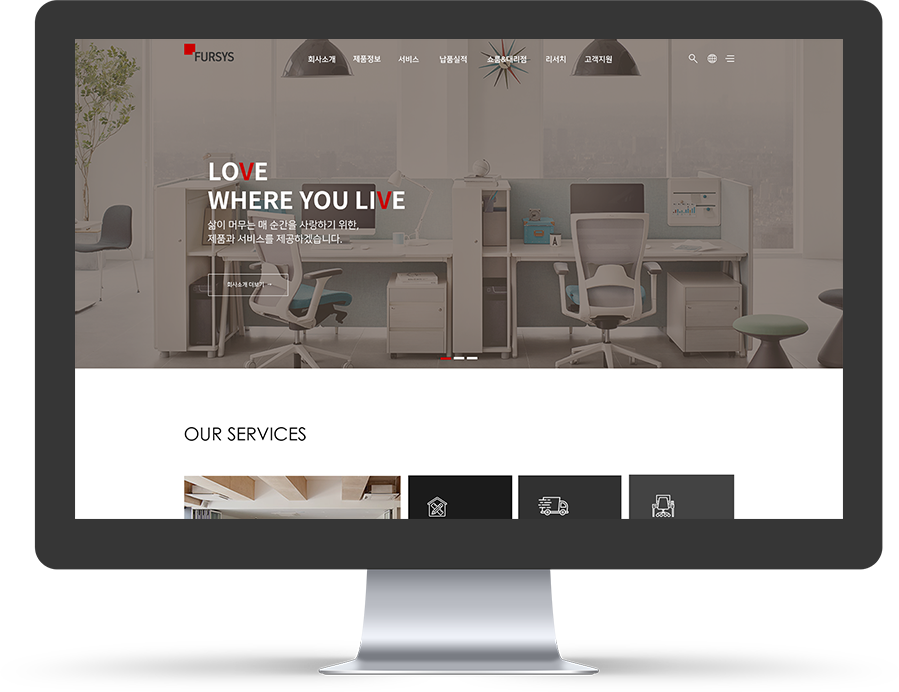 FURSYS
회사소개 제품정보 서비스 납품실적 쇼룸&대리점 리서치 고객지원
LOVE
WHERE YOU LIVE
삶이 머무는 매 순간을 사랑하기 위한,
제품과 서비스를 제공하겠습니다.
회사소개 더보기 →
A
OUR SERVICES